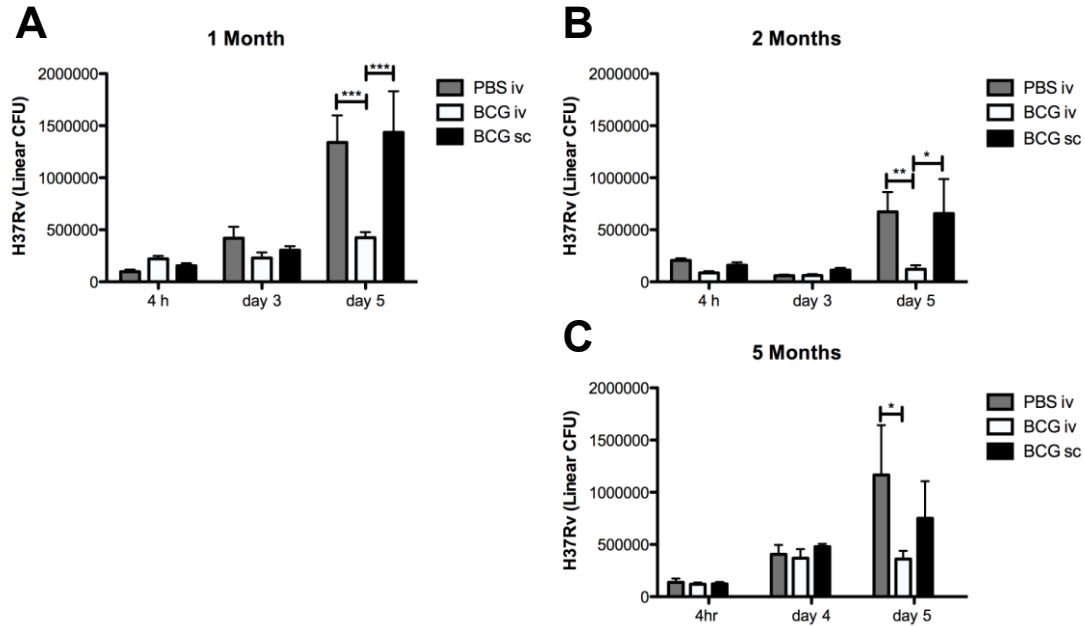 A
1 Month
H37Rv (Linear CFU)
2000000
1500000
1000000
500000
0
4 h
day 3
day 5
***
***
PBS iv
BCG iv
BCG sc
B
2 Months
H37Rv (Linear CFU)
2000000
1500000
1000000
500000
0
4 h
day 3
day 5
**
*
PBS iv
BCG iv
BCG sc
C
5 Months
H37Rv (Linear CFU)
2000000
1500000
1000000
500000
0
4hr
day 4
day 5
*
PBS iv
BCG iv
BCG sc